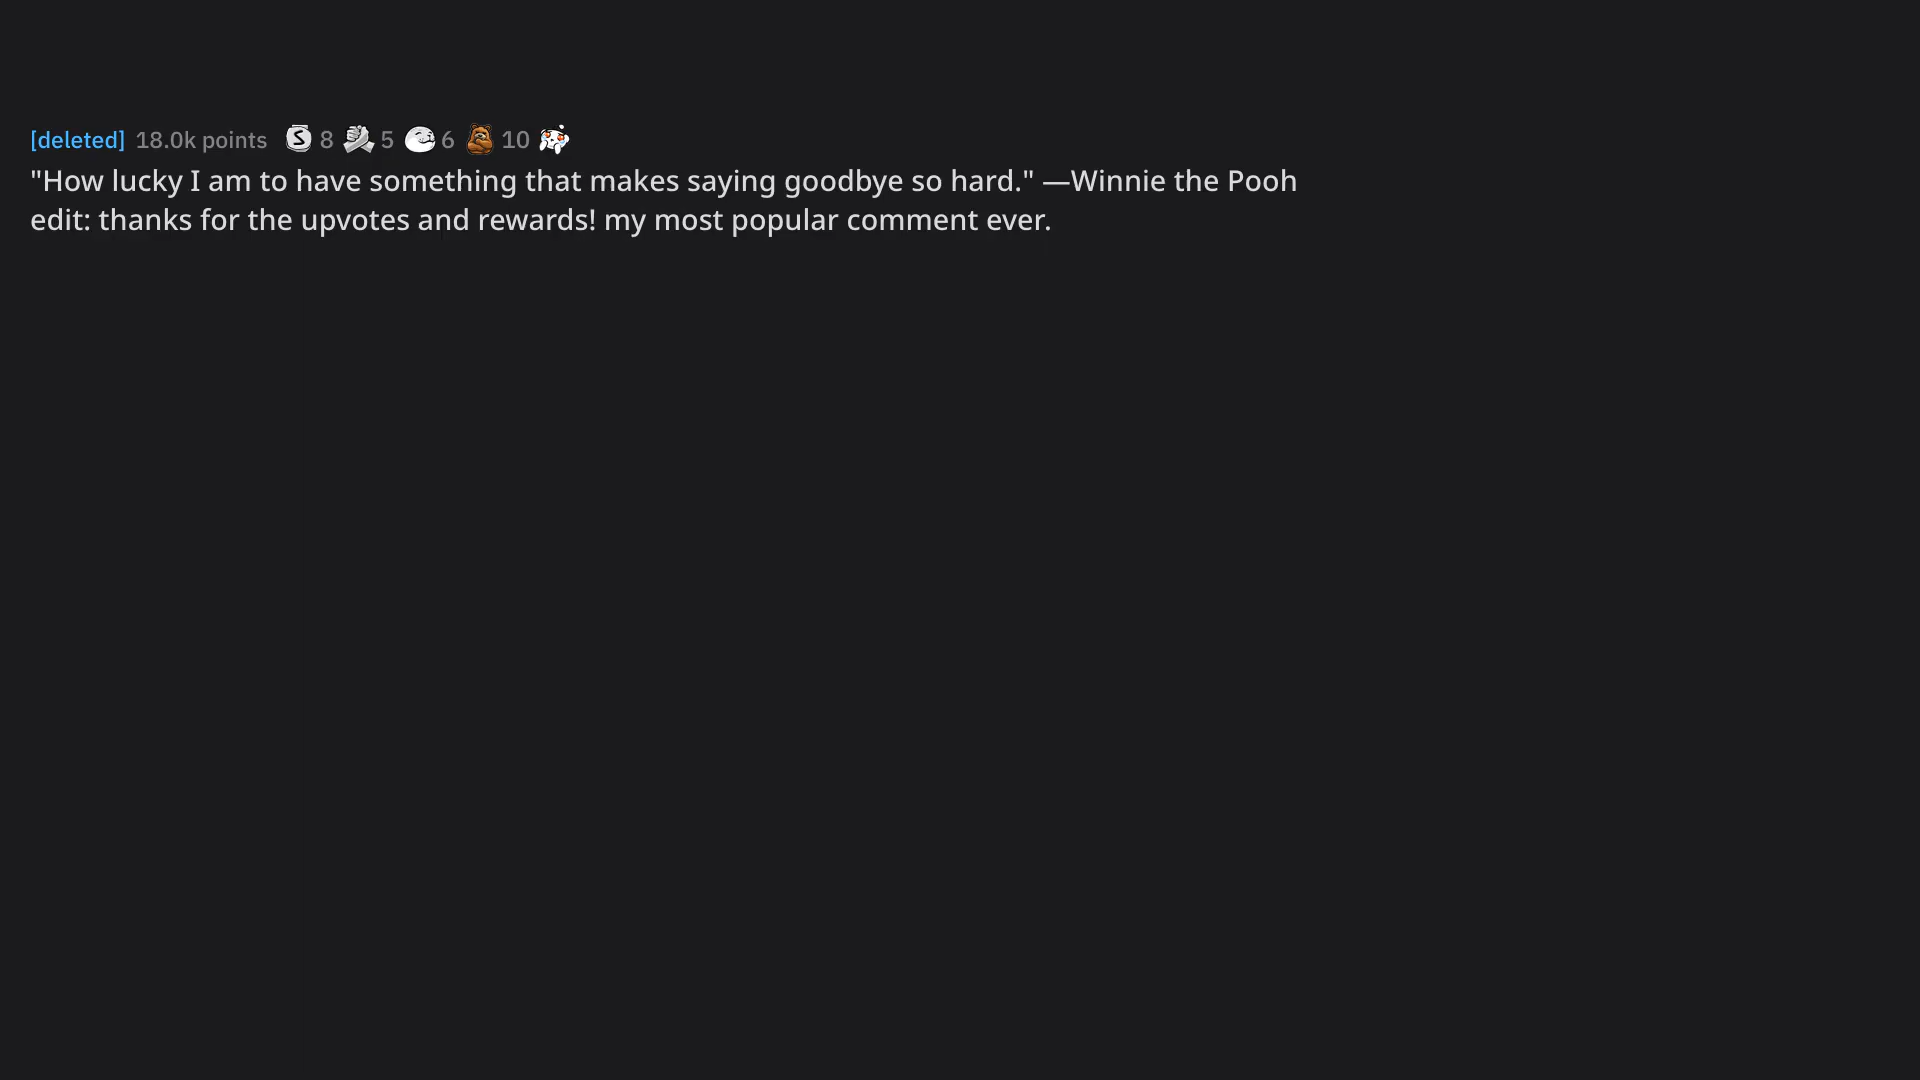 [deleted] 18.0k points S 8 5 6 10
"How lucky I am to have something that makes saying goodbye so hard." —Winnie the Pooh
edit: thanks for the upvotes and rewards! my most popular comment ever.